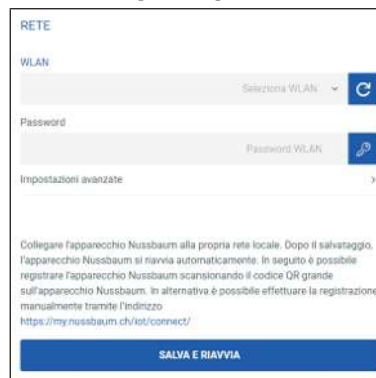 RETE
WLAN
Seleziona WLAN
Password
Password WLAN
Impostazioni avanzate
Collegare l'apparecchio Nussbaum alla propria rete locale. Dopo il salvataggio,
l'apparecchio Nussbaum si riavvia automaticamente. In seguito è possibile
registrare l'apparecchio Nussbaum scansionando il codice QR grande
sull'apparecchio Nussbaum. In alternativa è possibile effettuare la registrazione
manualmente tramite l'indirizzo
https://my.nussbaum.ch/iot/connect/
SALVA E RIAVVIA